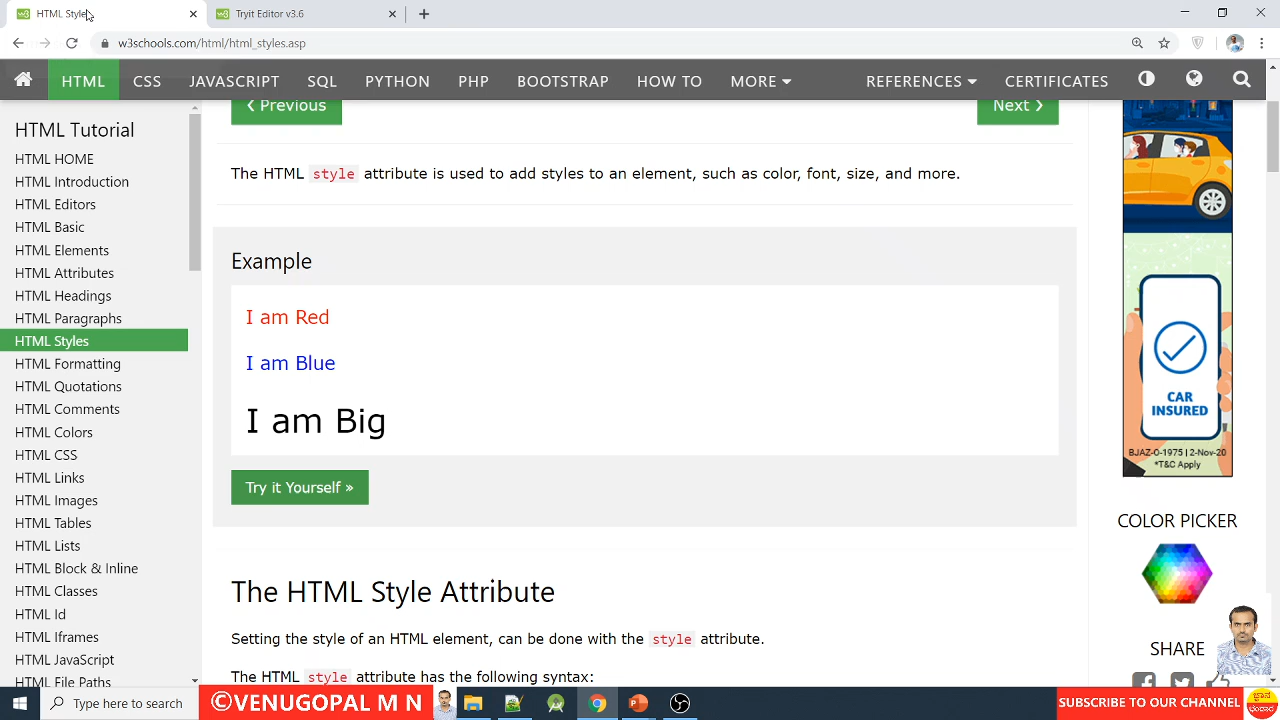 HTML Styles
Tryit Editor v3.6
w3schools.com/html/html_styles.asp
HTML CSS JAVASCRIPT SQL PYTHON PHP BOOTSTRAP HOW TO MORE REFERENCES CERTIFICATES
HTML Tutorial
HTML HOME
HTML Introduction
HTML Editors
HTML Basic
HTML Elements
HTML Attributes
HTML Headings
HTML Paragraphs
HTML Styles
HTML Formatting
HTML Quotations
HTML Comments
HTML Colors
HTML CSS
HTML Links
HTML Images
HTML Tables
HTML Lists
HTML Block & Inline
HTML Classes
HTML Id
HTML Iframes
HTML JavaScript
HTML File Paths
❮ Previous
Next ❯
The HTML style attribute is used to add styles to an element, such as color, font, size, and more.
Example
I am Red
I am Blue
I am Big
Try it Yourself »
The HTML Style Attribute
Setting the style of an HTML element, can be done with the style attribute.
The HTML style attribute has the following syntax:
CAR
INSURED
BJAZ-O-1975 | 2-Nov-20
*T&C Apply
COLOR PICKER
SHARE
Type here to search
©VENUGOPAL M N
SUBSCRIBE TO OUR CHANNEL